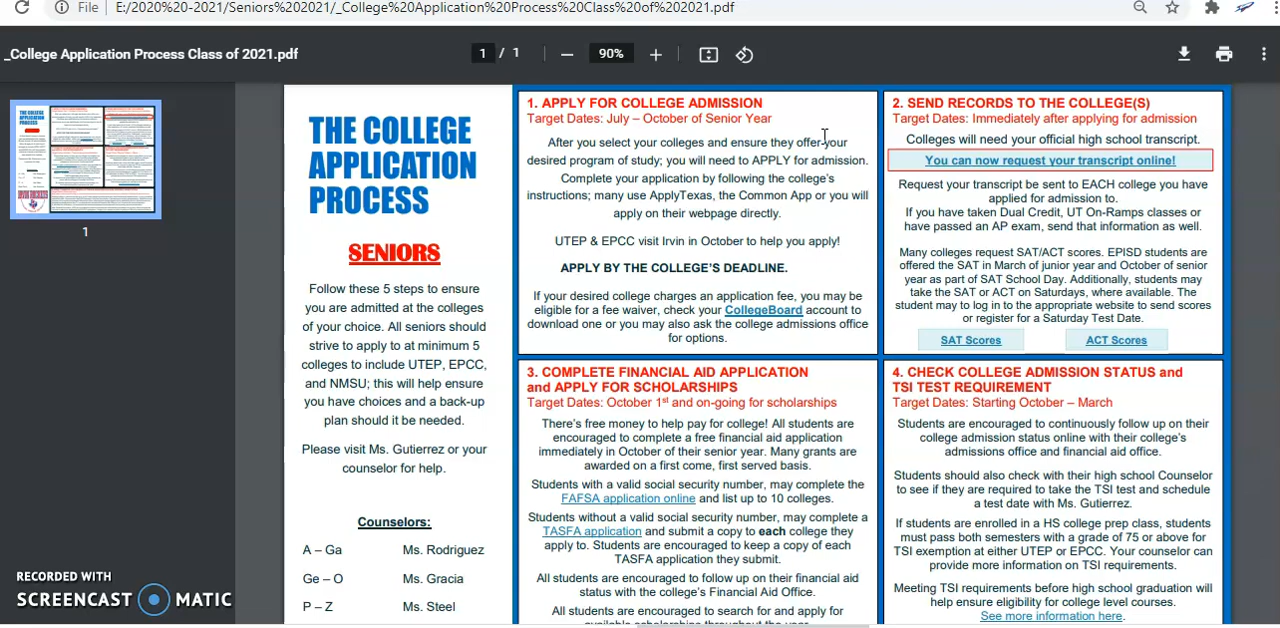 File
E:/2020%20-2021/Seniors%202021/_College%20Application%20Process%20Class%20of%202021.pdf
_College Application Process Class of 2021.pdf
1 / 1
90%
1
THE COLLEGE
APPLICATION
PROCESS
SENIORS
Follow these 5 steps to ensure
you are admitted at the colleges
of your choice. All seniors should
strive to apply to at minimum 5
colleges to include UTEP, EPCC,
and NMSU; this will help ensure
you have choices and a back-up
plan should it be needed.
Please visit Ms. Gutierrez or your
counselor for help.
Counselors:
A – Ga Ms. Rodriguez
Ge – O Ms. Gracia
P – Z Ms. Steel
1. APPLY FOR COLLEGE ADMISSION
Target Dates: July – October of Senior Year
After you select your colleges and ensure they offer your
desired program of study; you will need to APPLY for admission.
Complete your application by following the college's
instructions; many use ApplyTexas, the Common App or you will
apply on their webpage directly.
UTEP & EPCC visit Irvin in October to help you apply!
APPLY BY THE COLLEGE'S DEADLINE.
If your desired college charges an application fee, you may be
eligible for a fee waiver, check your CollegeBoard account to
download one or you may also ask the college admissions office
for options.
2. SEND RECORDS TO THE COLLEGE(S)
Target Dates: Immediately after applying for admission
Colleges will need your official high school transcript.
You can now request your transcript online!
Request your transcript be sent to EACH college you have
applied for admission to.
If you have taken Dual Credit, UT On-Ramps classes or
have passed an AP exam, send that information as well.
Many colleges request SAT/ACT scores. EPISD students are
offered the SAT in March of junior year and October of senior
year as part of SAT School Day. Additionally, students may
take the SAT or ACT on Saturdays, where available. The
student may to log in to the appropriate website to send scores
or register for a Saturday Test Date.
SAT Scores ACT Scores
3. COMPLETE FINANCIAL AID APPLICATION
and APPLY FOR SCHOLARSHIPS
Target Dates: October 1st and on-going for scholarships
There's free money to help pay for college! All students are
encouraged to complete a free financial aid application
immediately in October of their senior year. Many grants are
awarded on a first come, first served basis.
Students with a valid social security number, may complete the
FAFSA application online and list up to 10 colleges.
Students without a valid social security number, may complete a
TASFA application and submit a copy to each college they
apply to. Students are encouraged to keep a copy of each
TASFA application they submit.
All students are encouraged to follow up on their financial aid
status with the college's Financial Aid Office.
All students are encouraged to search for and apply for
available scholarships throughout the year.
4. CHECK COLLEGE ADMISSION STATUS and
TSI TEST REQUIREMENT
Target Dates: Starting October – March
Students are encouraged to continuously follow up on their
college admission status online with their college's
admissions office and financial aid office.
Students should also check with their high school Counselor
to see if they are required to take the TSI test and schedule
a test date with Ms. Gutierrez.
If students are enrolled in a HS college prep class, students
must pass both semesters with a grade of 75 or above for
TSI exemption at either UTEP or EPCC. Your counselor can
provide more information on TSI requirements.
Meeting TSI requirements before high school graduation will
help ensure eligibility for college level courses.
See more information here.
RECORDED WITH
SCREENCAST MATIC